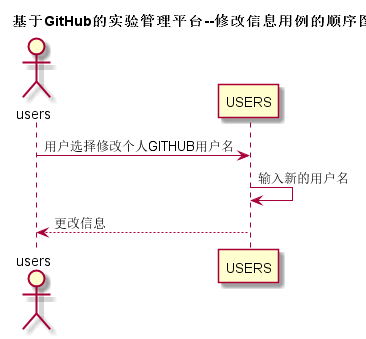 基于GitHub的实验管理平台--修改信息用例的顺序图
users
USERS
用户选择修改个人GITHUB用户名
输入新的用户名
更改信息
users
USERS